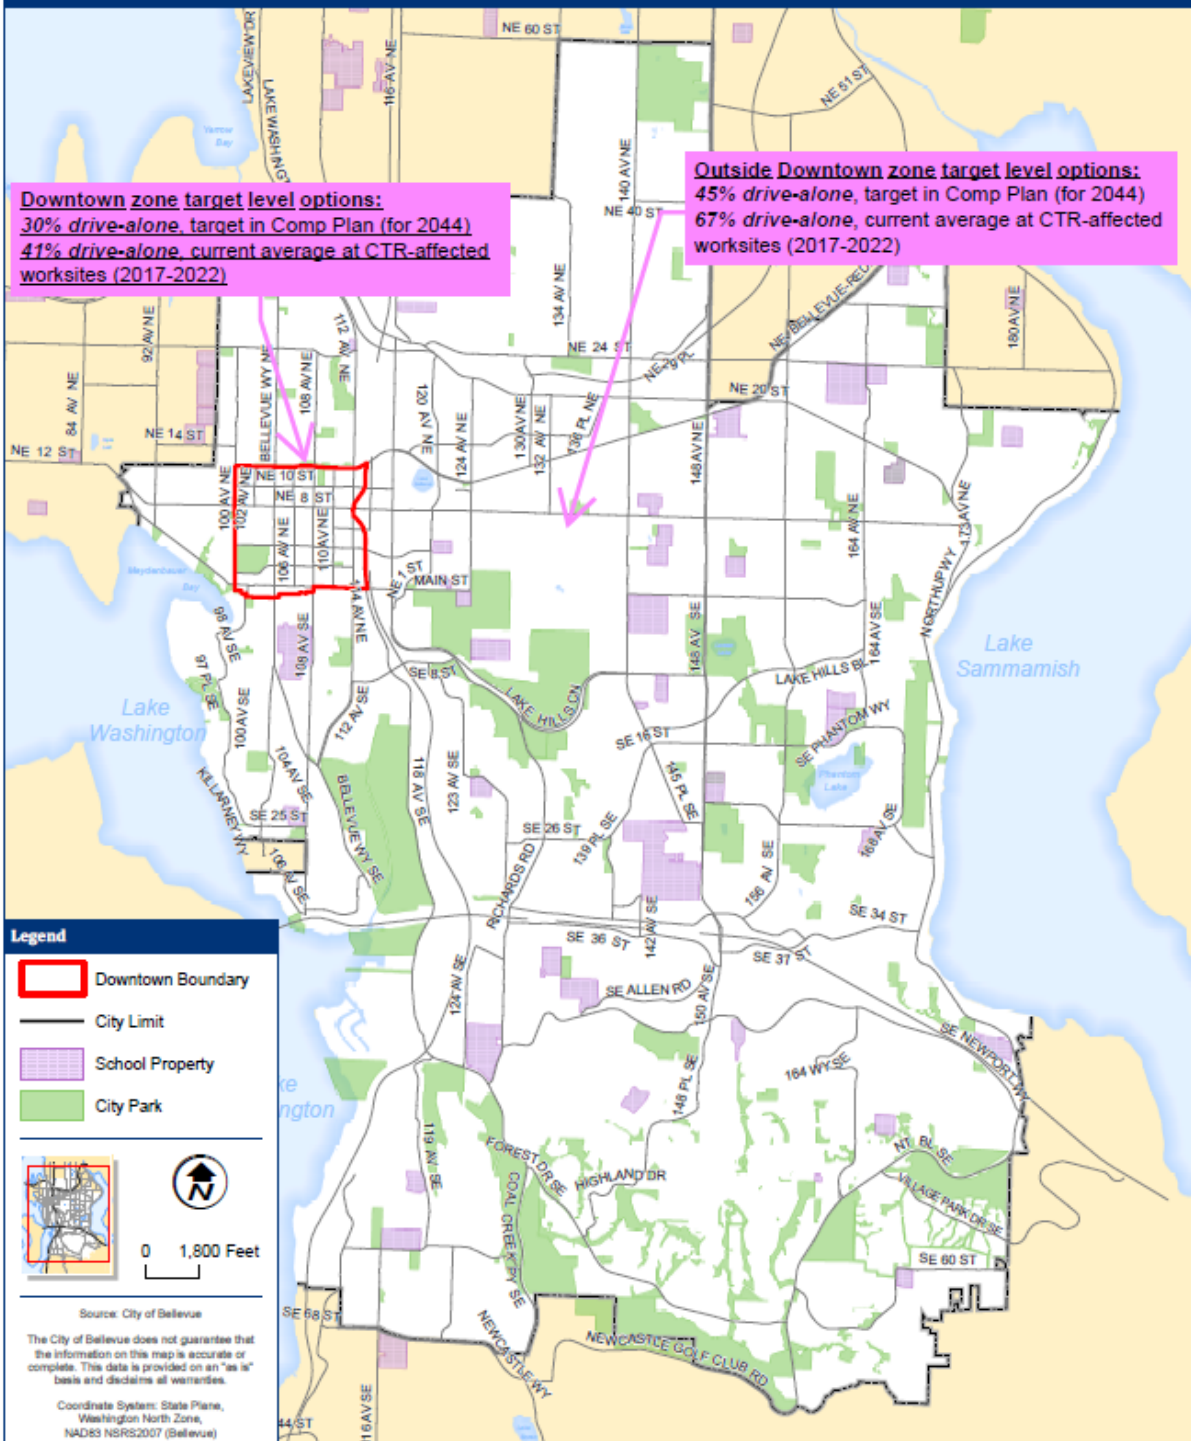 NE 60 ST
LAKEVIEW DR
LAKE WASHINGT
116 AV NE
NE 51 ST
Yarrow
Bay
140 AV NE
Downtown zone target level options:
30% drive-alone, target in Comp Plan (for 2044)
41% drive-alone, current average at CTR-affected
worksites (2017-2022)
Outside Downtown zone target level options:
45% drive-alone, target in Comp Plan (for 2044)
67% drive-alone, current average at CTR-affected
worksites (2017-2022)
NE 40 ST
134 AV NE
NE BELLEVUE-RED
180 AV NE
92 AV NE
112 AV NE
NE 24 ST
84 AV NE
BELLEVUE WY NE
108 AV NE
120 AV NE
NE 20 ST
124 AV NE
130 AV NE
132 AV NE
136 PL NE
148 AV NE
NE 14 ST
NE 12 ST
100 AV NE
102 AV NE
NE 10 ST
NE 8 ST
106 AV NE
110 AV NE
164 AV NE
173 AV NE
NORTHUP WY
Meydenbauer
Bay
NE 1 ST
MAIN ST
114 AV NE
98 AV SE
97 PL SE
108 AV SE
SE 8 ST
148 AV SE
164 AV SE
Lake
Sammamish
LAKE HILLS BL
LAKE HILLS CN
Lake
Washington
100 AV SE
112 AV SE
SE 16 ST
SE PHANTOM WY
Phantom
Lake
104 AV SE
118 AV SE
123 AV SE
145 PL SE
KILLARNEY WY
BELLEVUE WY SE
SE 25 ST
SE 26 ST
139 PL SE
168 AV SE
106 AV SE
RICHARDS RD
156 AV SE
142 AV SE
SE 34 ST
SE 36 ST
SE 37 ST
124 AV SE
SE ALLEN RD
150 AV SE
SE NEWPORT WY
164 WY SE
148 PL SE
ke
ngton
119 AV SE
FOREST DR SE
HIGHLAND DR
NT. BL SE
COAL CREEK PY SE
VILLAGE PARK DR SE
SE 60 ST
SE 68 ST
NEWCASTLE WY
NEWCASTLE GOLF CLUB RD
44 ST
16 AV SE
Legend
Downtown Boundary
City Limit
School Property
City Park
N
0 1,800 Feet
Source: City of Bellevue
The City of Bellevue does not guarantee that
the information on this map is accurate or
complete. This data is provided on an "as is"
basis and disclaims all warranties.
Coordinate System: State Plane,
Washington North Zone,
NAD83 NSRS2007 (Bellevue)